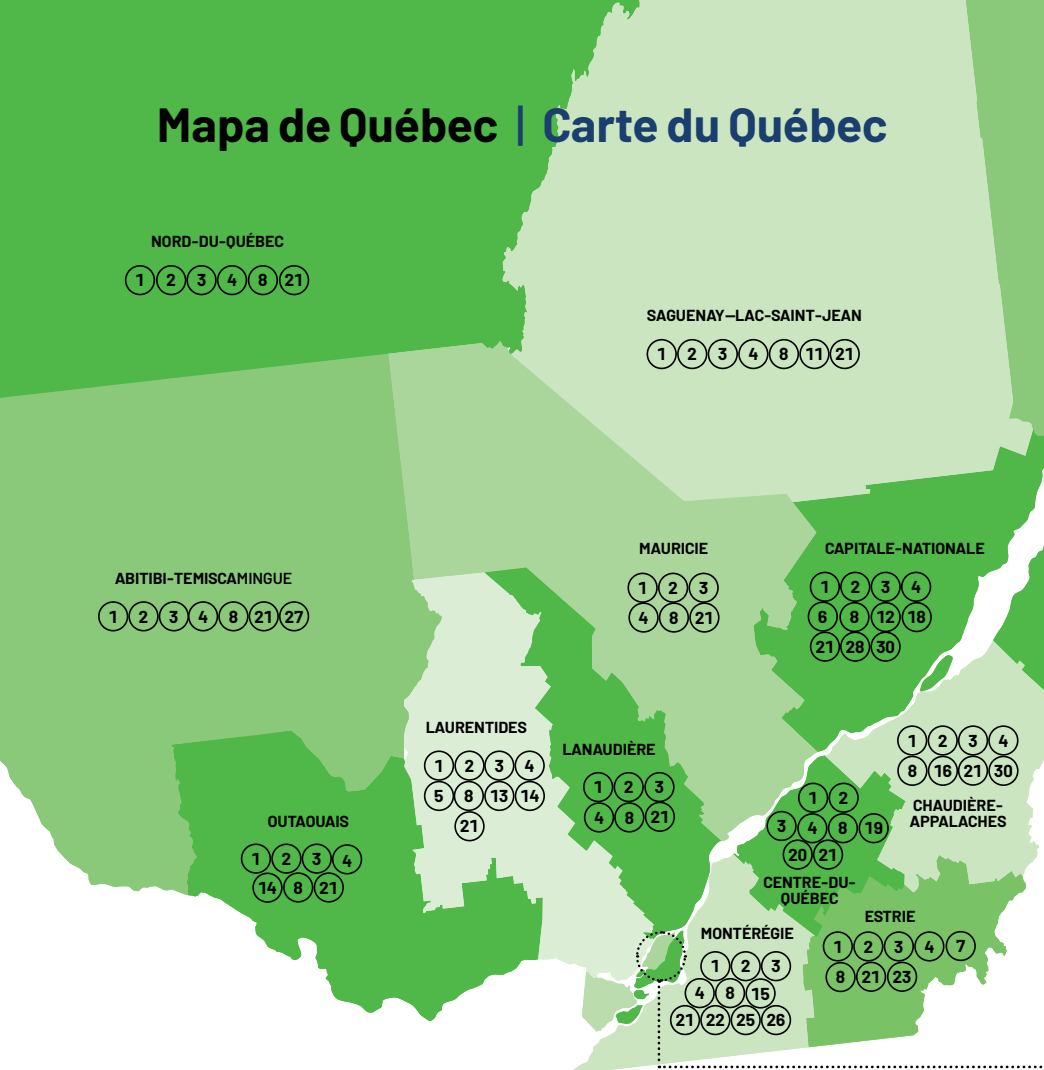 Mapa de Québec | Carte du Québec
NORD-DU-QUÉBEC
1 2 3 4 8 21
SAGUENAY–LAC-SAINT-JEAN
1 2 3 4 8 11 21
ABITIBI-TEMISCAMINGUE
1 2 3 4 8 21 27
MAURICIE
1 2 3
4 8 21
CAPITALE-NATIONALE
1 2 3 4
6 8 12 18
21 28 30
LAURENTIDES
1 2 3 4
5 8 13 14
21
LANAUDIÈRE
1 2 3
4 8 21
1 2 3 4
8 16 21 30
CHAUDIÈRE-
APPALACHES
OUTAOUAIS
1 2 3 4
14 8 21
1 2
3 4 8 19
20 21
CENTRE-DU-
QUÉBEC
ESTRIE
1 2 3 4 7
8 21 23
MONTÉRÉGIE
1 2 3
4 8 15
21 22 25 26